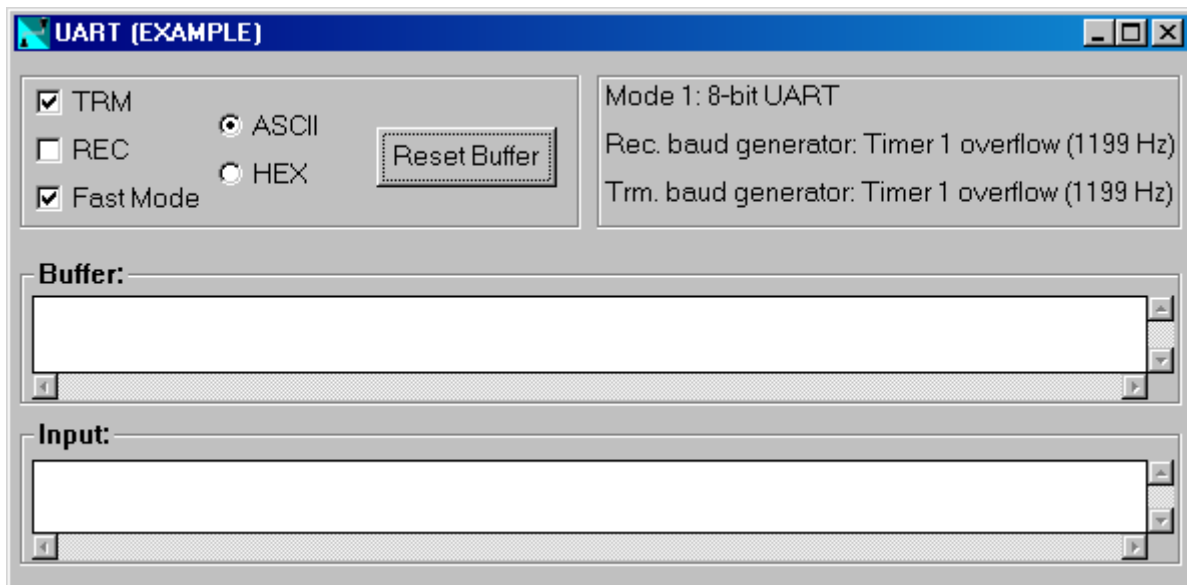 UART (EXAMPLE)
TRM
REC
Fast Mode
ASCII
HEX
Reset Buffer
Mode 1: 8-bit UART
Rec. baud generator: Timer 1 overflow (1199 Hz)
Trm. baud generator: Timer 1 overflow (1199 Hz)
Buffer:
Input: